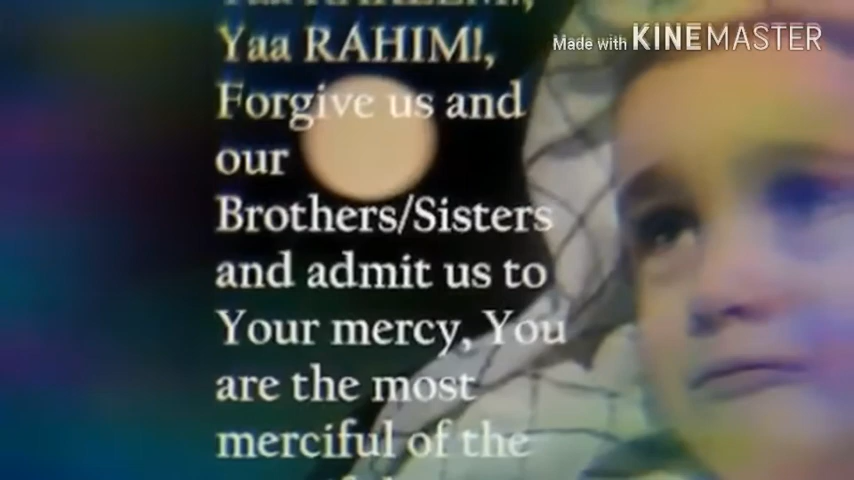 Yaa RAHIM!,
Forgive us and
our
Brothers/Sisters
and admit us to
Your mercy, You
are the most
merciful of the
Made with KINEMASTER